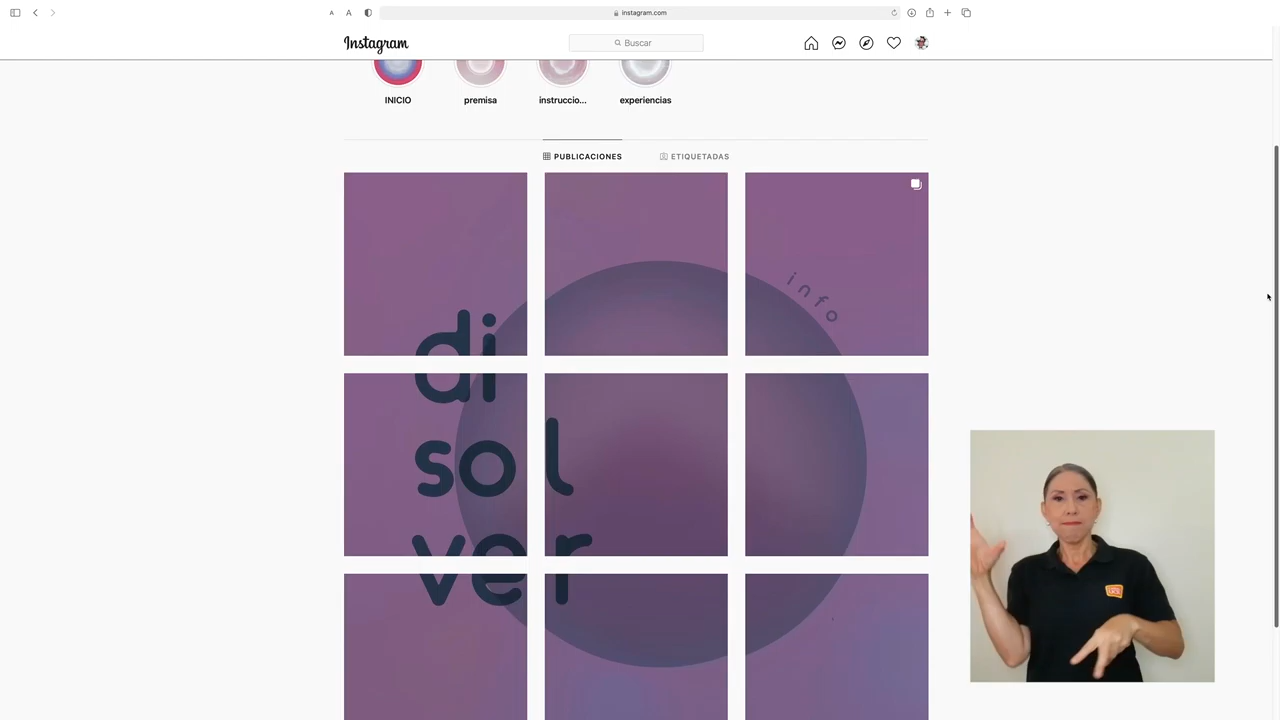 A A instagram.com
Instagram
Buscar
INICIO premisa instruccio... experiencias
PUBLICACIONES ETIQUETADAS
info
di
sol
ver